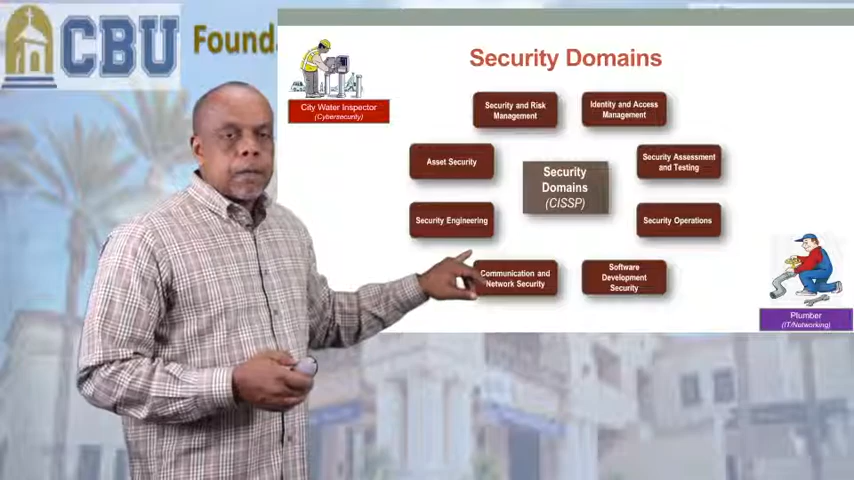 CBU
Founda
Security Domains
City Water Inspector
(Cybersecurity)
Security and Risk
Management
Identity and Access
Management
Asset Security
Security Assessment
and Testing
Security
Domains
(CISSP)
Security Engineering
Security Operations
Communication and
Network Security
Software
Development
Security
Plumber
(IT/Networking)